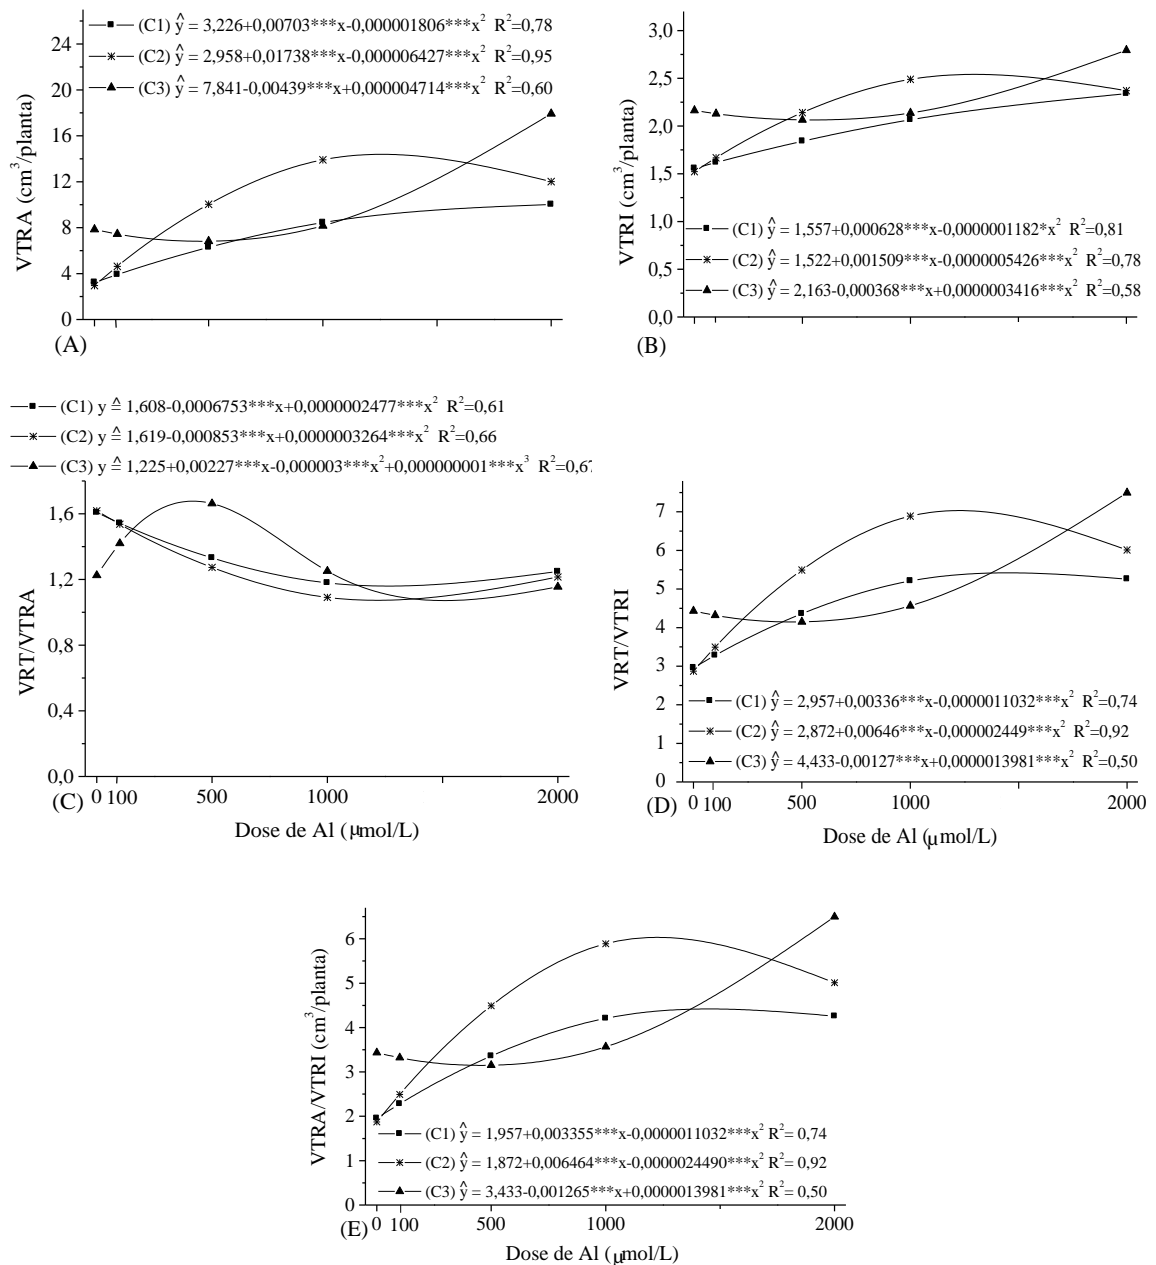 (C1) ŷ = 3,226+0,00703***x-0,000001806***x² R²=0,78
(C2) ŷ = 2,958+0,01738***x-0,000006427***x² R²=0,95
(C3) ŷ = 7,841-0,00439***x+0,000004714***x² R²=0,60
24
20
16
12
8
4
0
VTRA (cm³/planta)
(A)
3,0
2,5
2,0
1,5
1,0
0,5
0,0
VTRI (cm³/planta)
(C1) ŷ = 1,557+0,000628***x-0,0000001182*x² R²=0,81
(C2) ŷ = 1,522+0,001509***x-0,0000005426***x² R²=0,78
(C3) ŷ = 2,163-0,000368***x+0,0000003416***x² R²=0,58
(B)
(C1) y ≙ 1,608-0,0006753***x+0,0000002477***x² R²=0,61
(C2) y ≙ 1,619-0,000853***x+0,0000003264***x² R²=0,66
(C3) y ≙ 1,225+0,00227***x-0,000003***x²+0,000000001***x³ R²=0,67
1,6
1,2
0,8
0,4
0,0
VRT/VTRA
(C)
0 100 500 1000 2000
Dose de Al (μmol/L)
7
6
5
4
3
2
1
0
VRT/VTRI
(C1) ŷ = 2,957+0,00336***x-0,0000011032***x² R²=0,74
(C2) ŷ = 2,872+0,00646***x-0,000002449***x² R²=0,92
(C3) ŷ = 4,433-0,00127***x+0,0000013981***x² R²=0,50
(D)
0 100 500 1000 2000
Dose de Al (μmol/L)
6
5
4
3
2
1
0
VTRA/VTRI (cm³/planta)
(C1) ŷ = 1,957+0,003355***x-0,0000011032***x² R²= 0,74
(C2) ŷ = 1,872+0,006464***x-0,0000024490***x² R²= 0,92
(C3) ŷ = 3,433-0,001265***x+0,0000013981***x² R²= 0,50
(E)
0 100 500 1000 2000
Dose de Al (μmol/L)